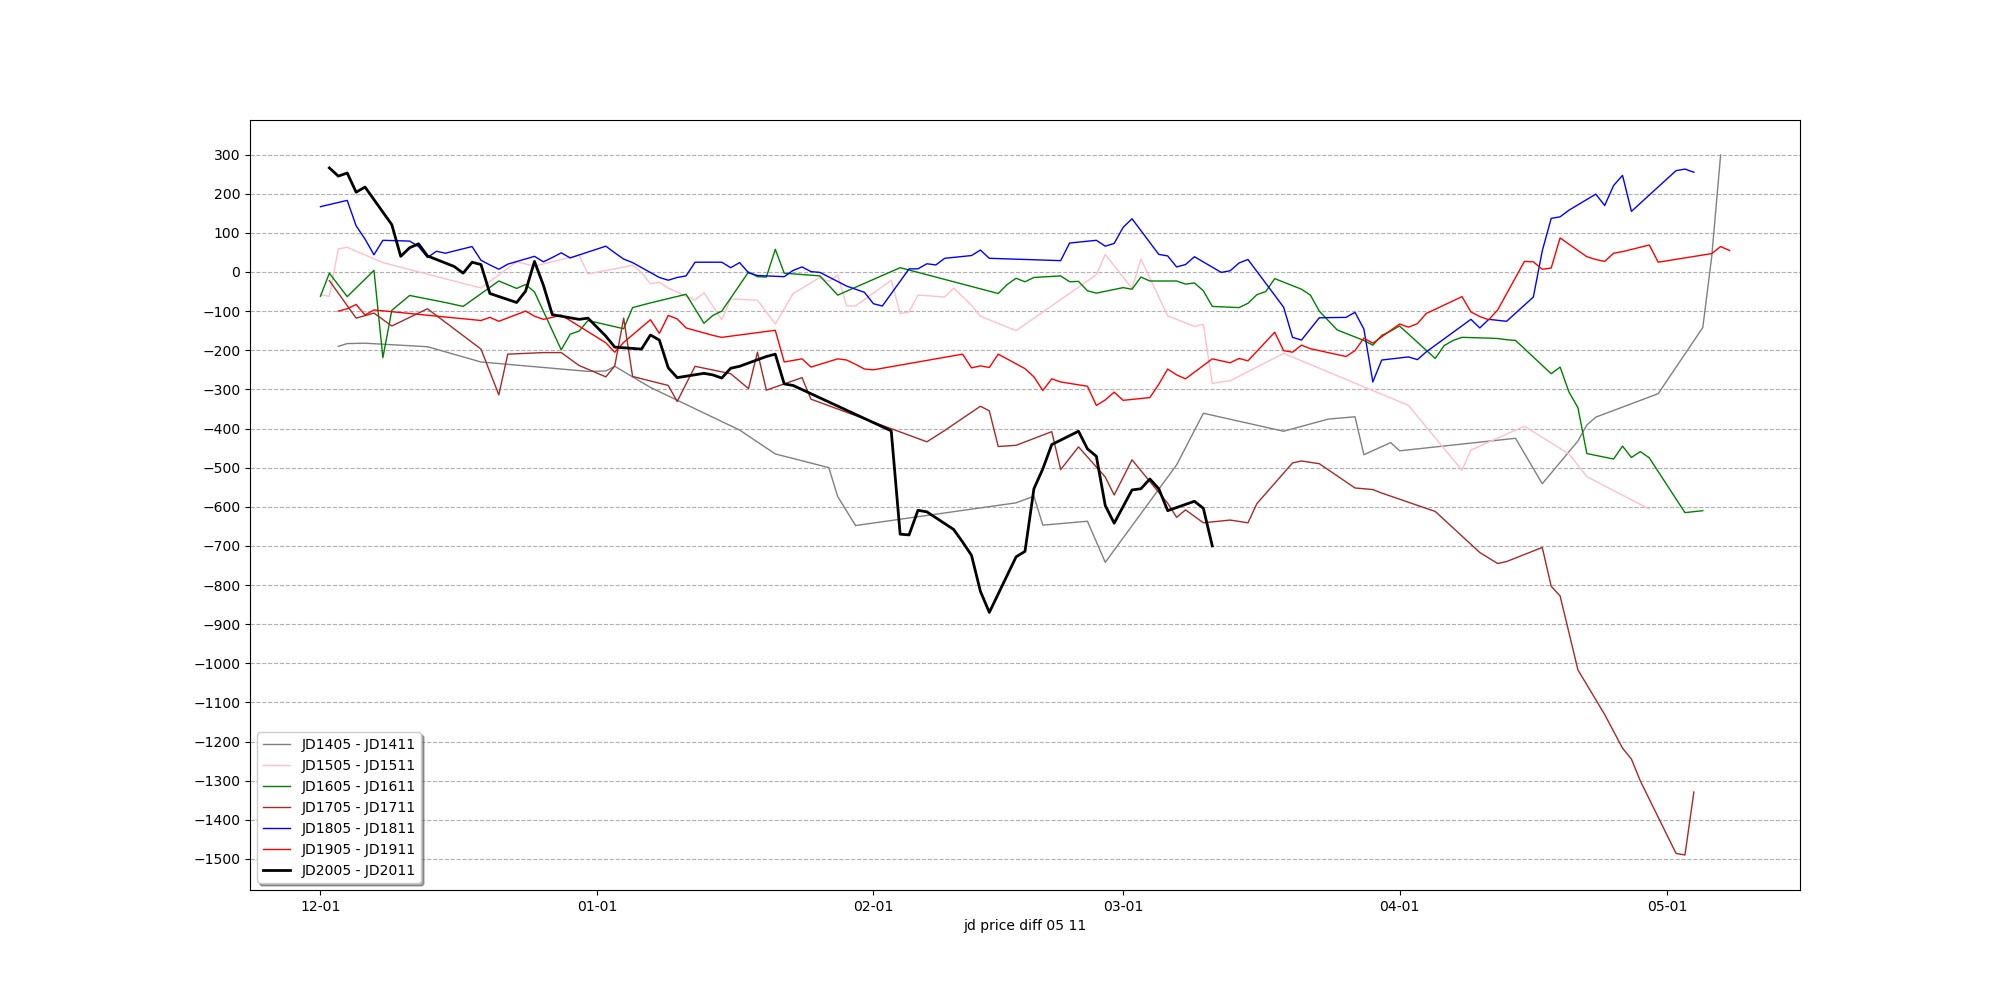 300
200
100
0
−100
−200
−300
−400
−500
−600
−700
−800
−900
−1000
−1100
−1200
−1300
−1400
−1500
JD1405 - JD1411
JD1505 - JD1511
JD1605 - JD1611
JD1705 - JD1711
JD1805 - JD1811
JD1905 - JD1911
JD2005 - JD2011
12-01 01-01 02-01 03-01 04-01 05-01
jd price diff 05 11